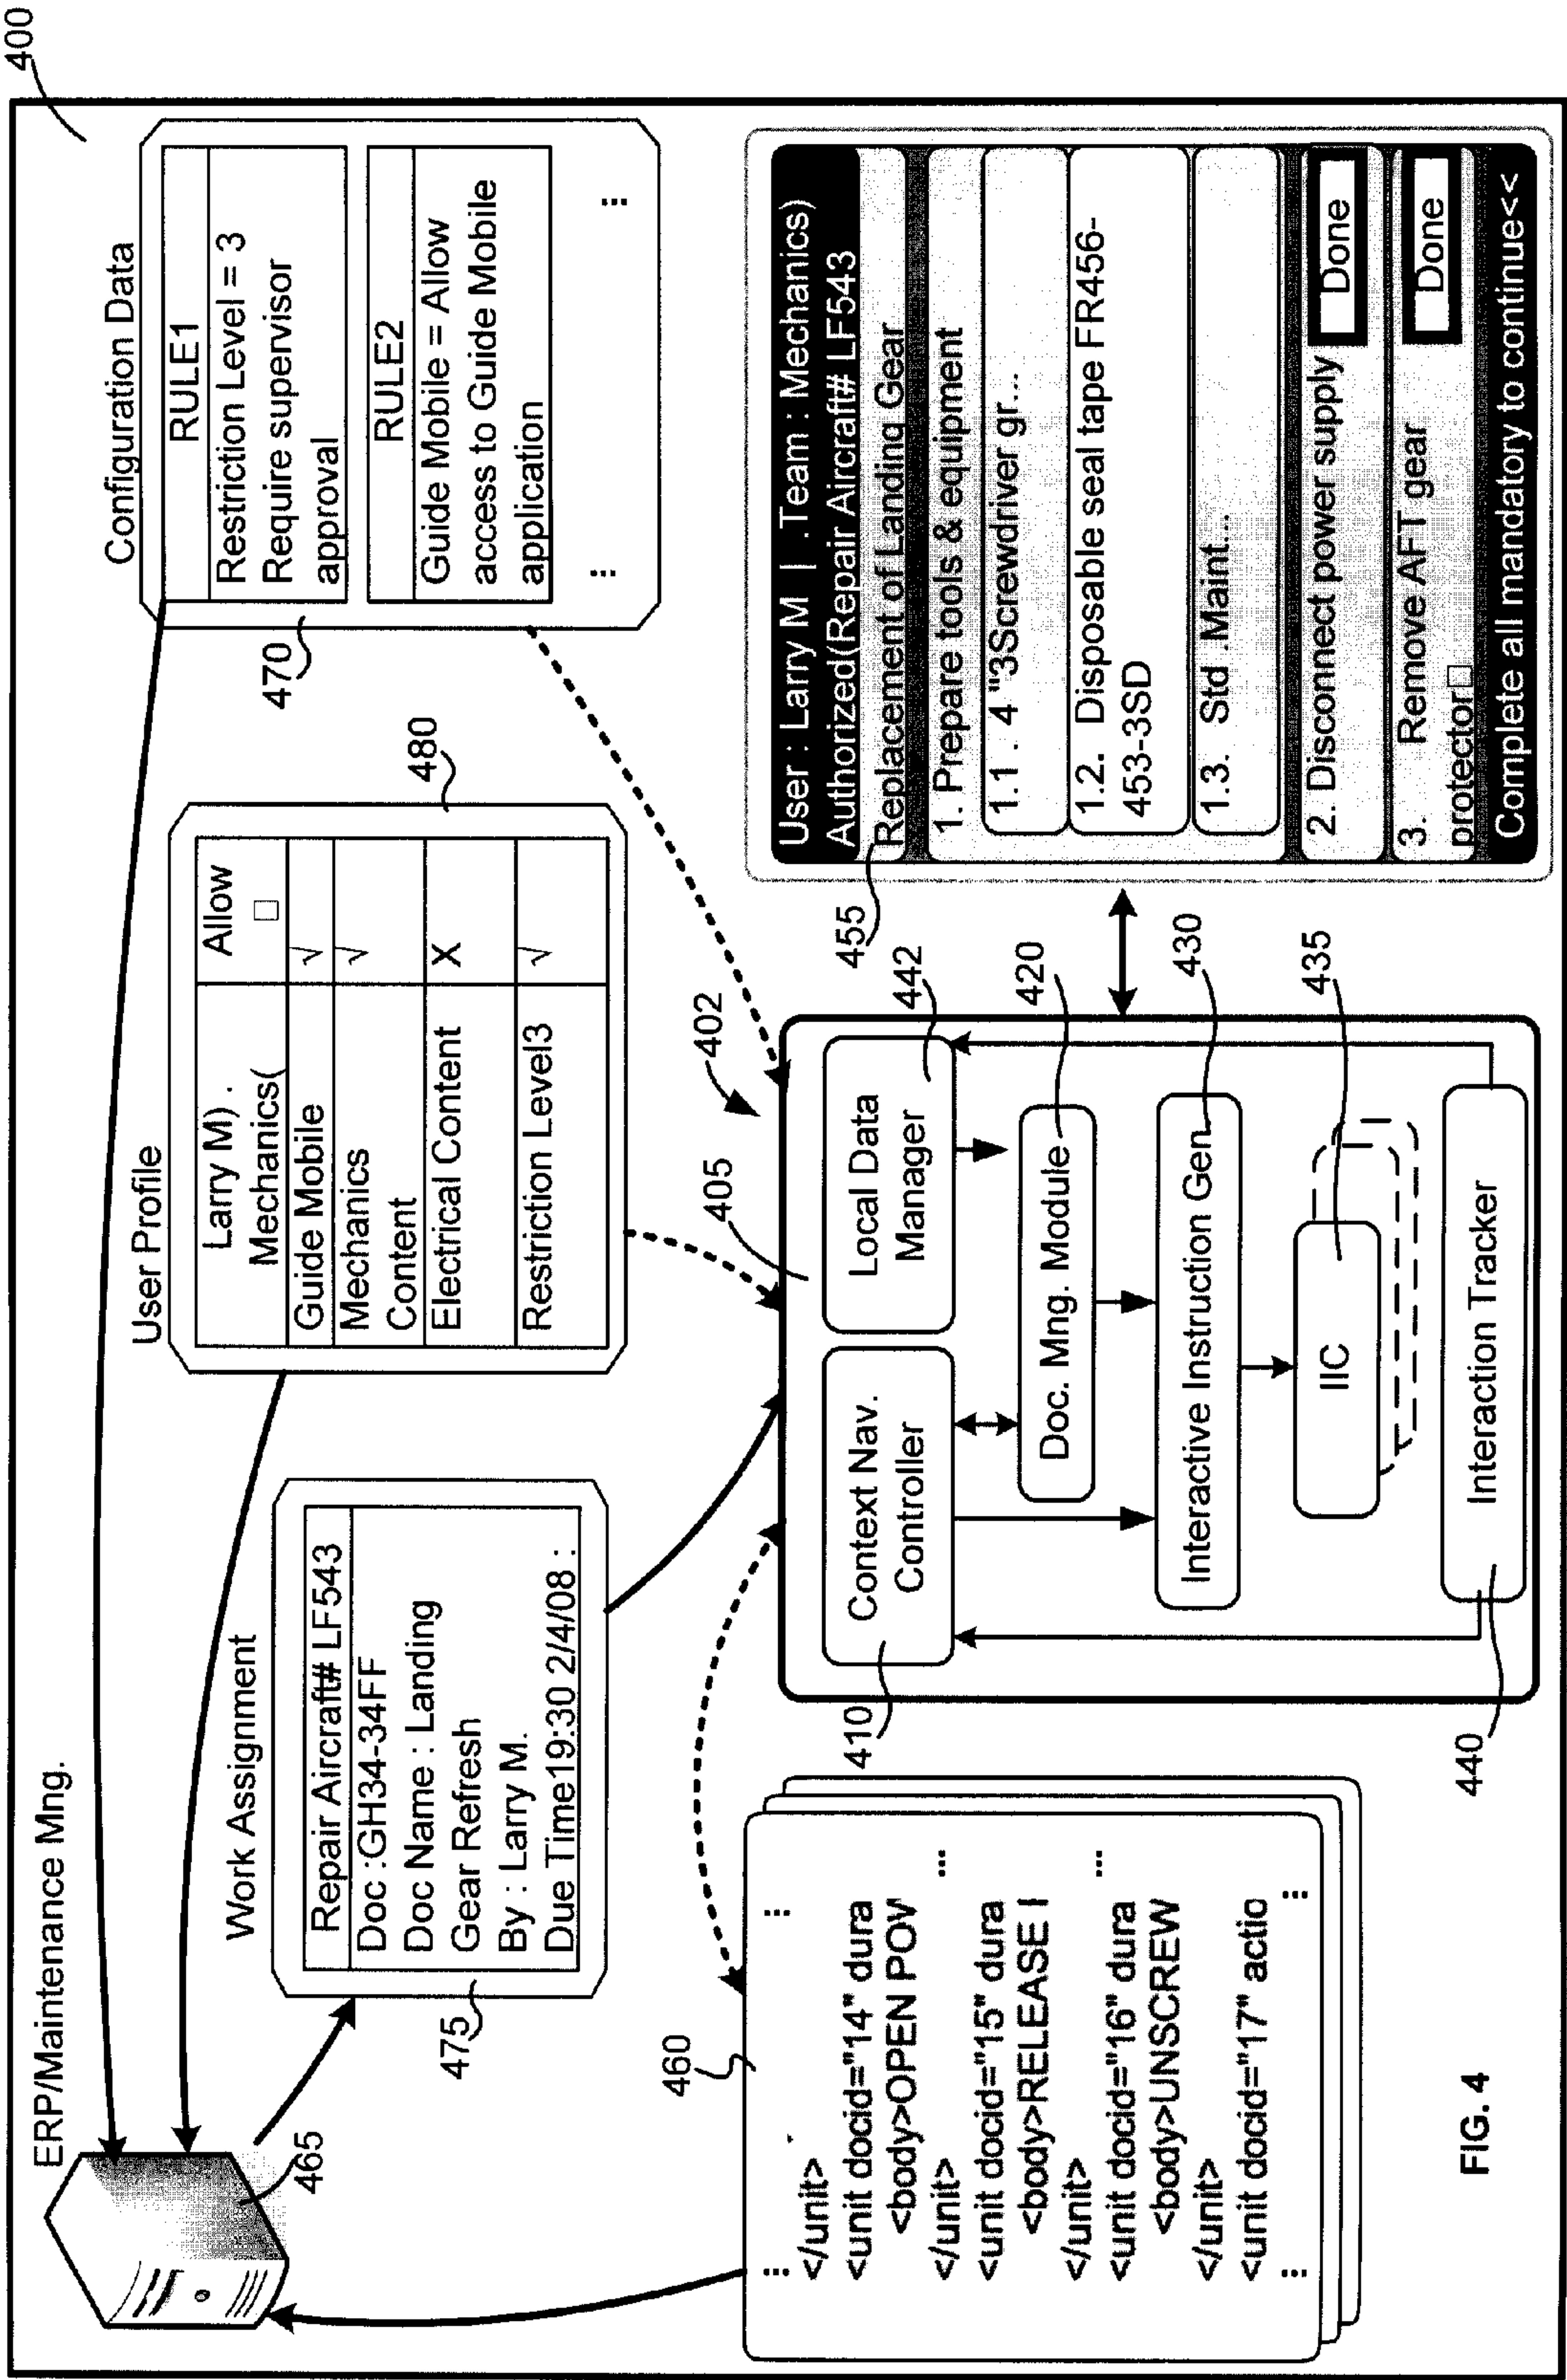 400
ERP/Maintenance Mng.
465
Work Assignment
Repair Aircraft# LF543
Doc :GH34-34FF
Doc Name : Landing
Gear Refresh
By : Larry M.
Due Time19:30 2/4/08 :
475
User Profile
Larry M) .
Mechanics(
Allow
□
Guide Mobile √
Mechanics √
Content
Electrical Content X
Restriction Level3 √
480
Configuration Data
RULE1
Restriction Level = 3
Require supervisor
approval
RULE2
Guide Mobile = Allow
access to Guide Mobile
application
... ...
470
460
... ...
</unit>
<unit docid="14" dura
<body>OPEN POW
</unit> ...
<unit docid="15" dura
<body>RELEASE I
</unit> ...
<unit docid="16" dura
<body>UNSCREW
</unit>
<unit docid="17" actio
... ...
402
405
Context Nav.
Controller
410
Local Data
Manager
442
Doc. Mng. Module
420
Interactive Instruction Gen.
430
IIC
435
Interaction Tracker
440
455
User : Larry M | .Team : Mechanics)
Authorized(Repair Aircraft# LF543
Replacement of Landing Gear
1. Prepare tools & equipment
1.1 . 4 "3Screwdriver gr...
1.2. Disposable seal tape FR456-
453-3SD
1.3. Std .Maint...
2. Disconnect power supply Done
3. Remove AFT gear Done
protector□
Complete all mandatory to continue<<
FIG. 4